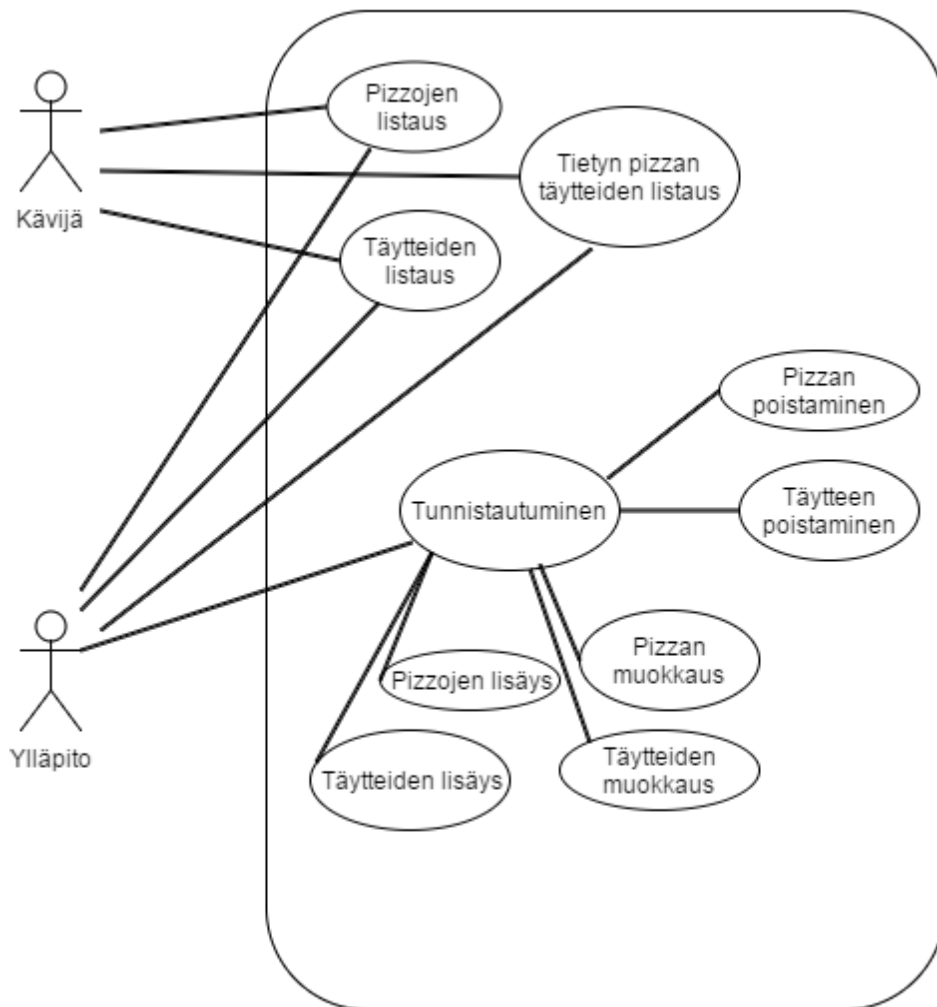 Pizzojen
listaus
Tietyn pizzan
täytteiden listaus
Kävijä
Täytteiden
listaus
Pizzan
poistaminen
Tunnistautuminen
Täytteen
poistaminen
Pizzan
muokkaus
Pizzojen lisäys
Ylläpito
Täytteiden lisäys
Täytteiden
muokkaus